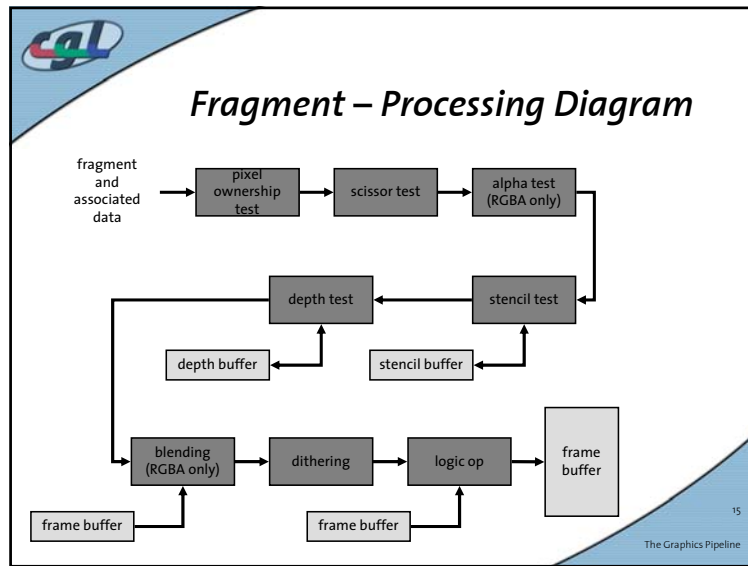 cgl
Fragment – Processing Diagram
fragment
and
associated
data
pixel
ownership
test
scissor test
alpha test
(RGBA only)
depth test
stencil test
depth buffer
stencil buffer
blending
(RGBA only)
dithering
logic op
frame
buffer
frame buffer
frame buffer
15
The Graphics Pipeline